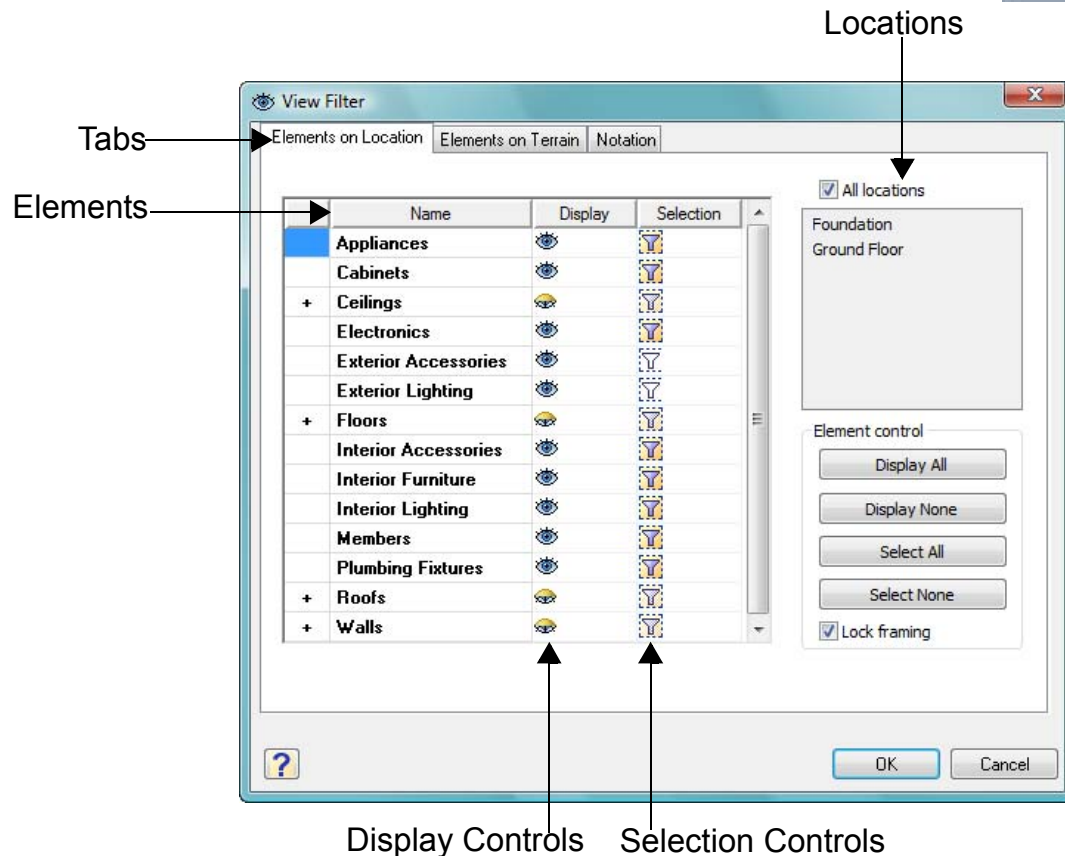 Locations
View Filter
Tabs
Elements on Location
Elements on Terrain
Notation
Elements
Name
Display
Selection
Appliances
Cabinets
+ Ceilings
Electronics
Exterior Accessories
Exterior Lighting
+ Floors
Interior Accessories
Interior Furniture
Interior Lighting
Members
Plumbing Fixtures
+ Roofs
+ Walls
All locations
Foundation
Ground Floor
Element control
Display All
Display None
Select All
Select None
Lock framing
?
OK
Cancel
Display Controls
Selection Controls